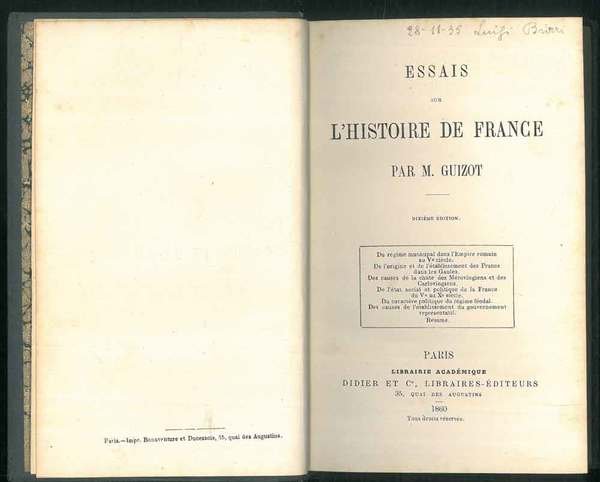 Paris.—Impr. Bonaventure et Ducessois, 55, quai des Augustins.
28-11-35 Luigi
ESSAIS
SUR
L'HISTOIRE DE FRANCE
PAR M. GUIZOT
DIXIÈME ÉDITION.
Du régime municipal dans l'Empire romain
au Ve siècle.
De l'origine et de l'établissement des Francs
dans les Gaules.
Des causes de la chute des Mérovingiens et des
Carlovingiens.
De l'état social et politique de la France
du Ve au Xe siècle.
Du caractère politique du régime féodal.
Des causes de l'établissement du gouvernement
représentatif.
Résumé.
PARIS
LIBRAIRIE ACADÉMIQUE
DIDIER ET Ce, LIBRAIRES-ÉDITEURS
35, QUAI DES AUGUSTINS
1860
Tous droits réservés.